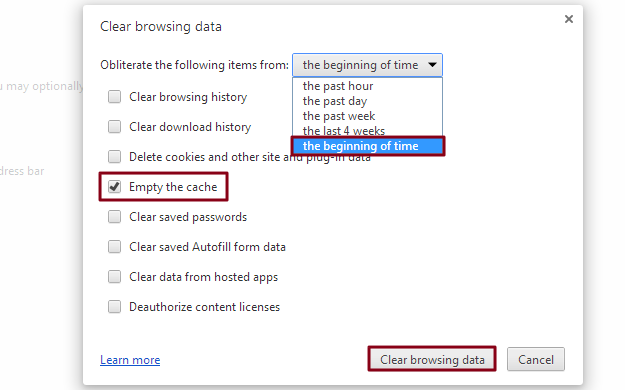 Clear browsing data
Obliterate the following items from: the beginning of time
the past hour
the past day
the past week
the last 4 weeks
the beginning of time
u may optionally
Clear browsing history
Clear download history
Delete cookies and other site and plug-in data
dress bar
Empty the cache
Clear saved passwords
Clear saved Autofill form data
Clear data from hosted apps
Deauthorize content licenses
Learn more
Clear browsing data
Cancel